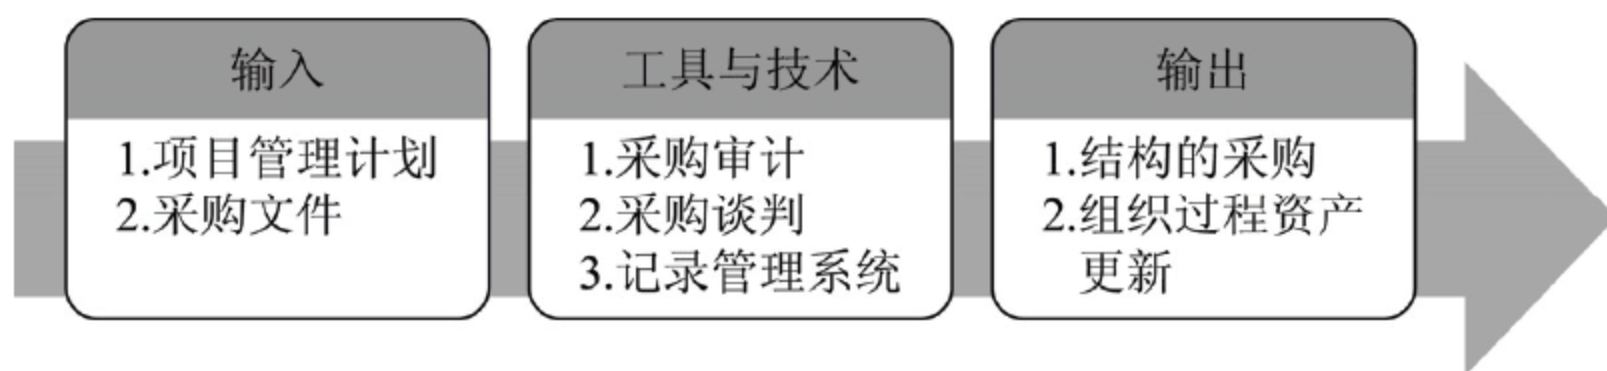 输入
1.项目管理计划
2.采购文件
工具与技术
1.采购审计
2.采购谈判
3.记录管理系统
输出
1.结构的采购
2.组织过程资产
更新